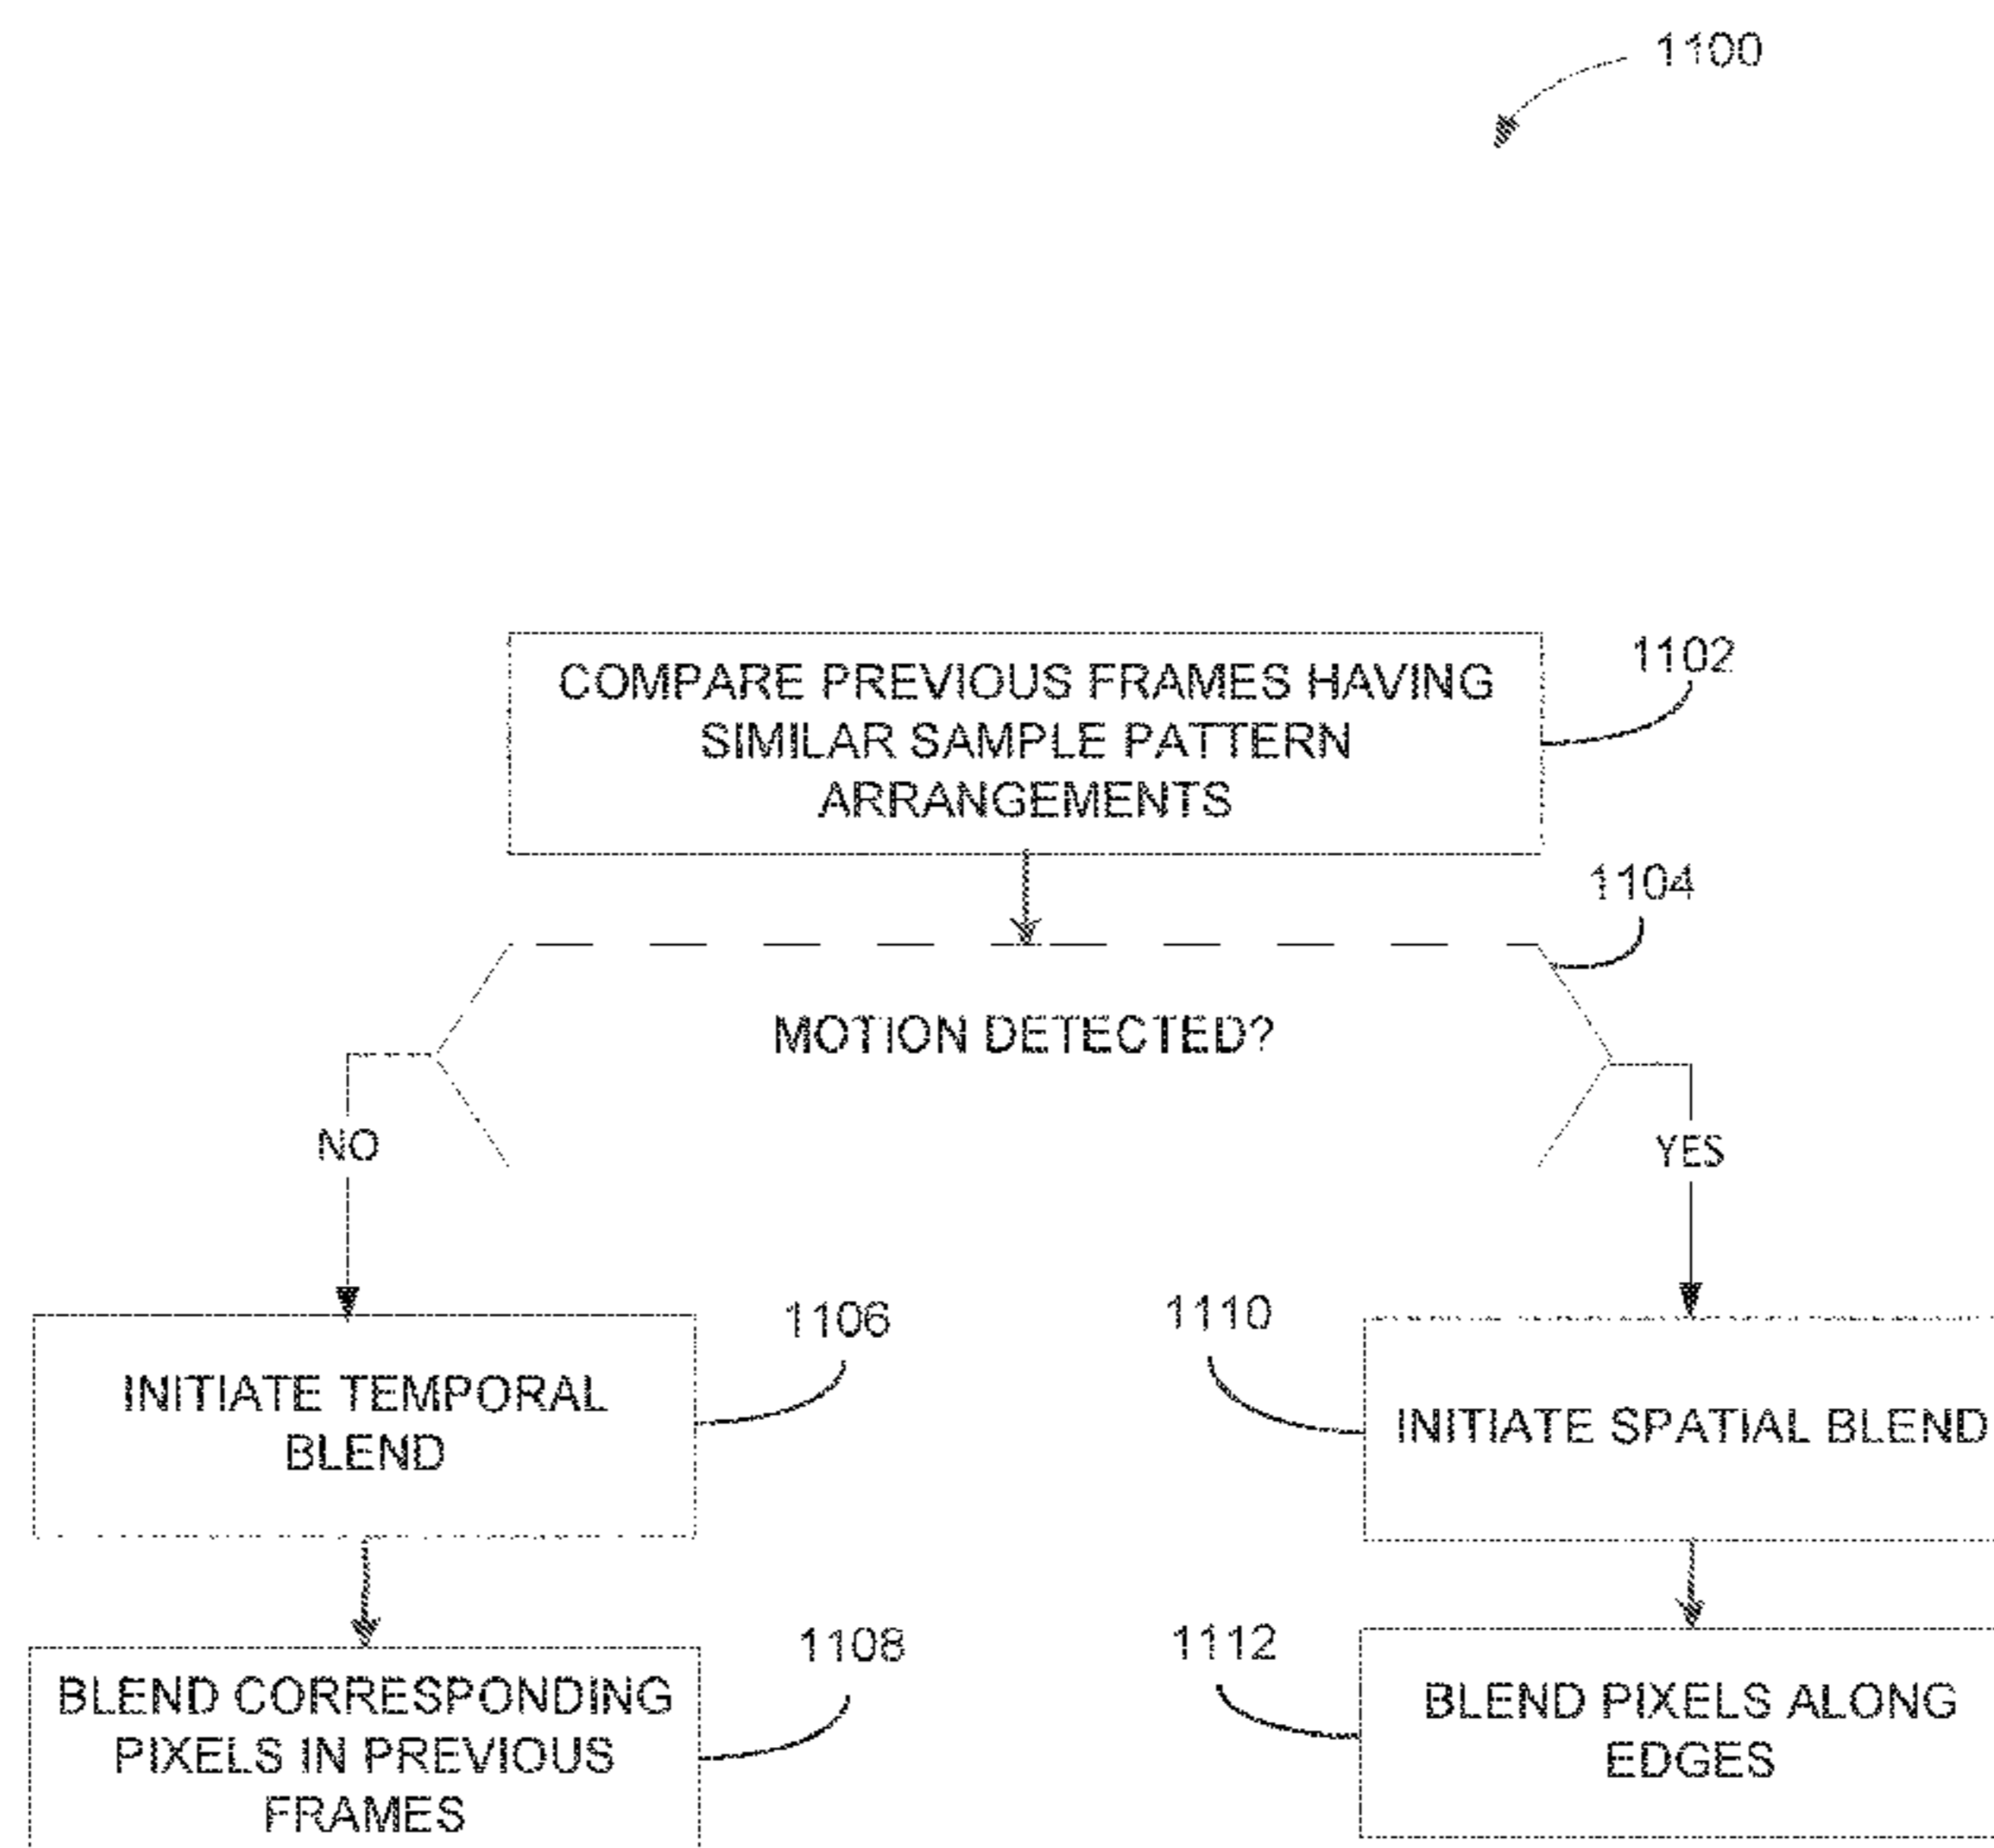 1100
COMPARE PREVIOUS FRAMES HAVING
SIMILAR SAMPLE PATTERN
ARRANGEMENTS
1102
1104
MOTION DETECTED?
NO
YES
1106
1110
INITIATE TEMPORAL
BLEND
INITIATE SPATIAL BLEND
1108
1112
BLEND CORRESPONDING
PIXELS IN PREVIOUS
FRAMES
BLEND PIXELS ALONG
EDGES